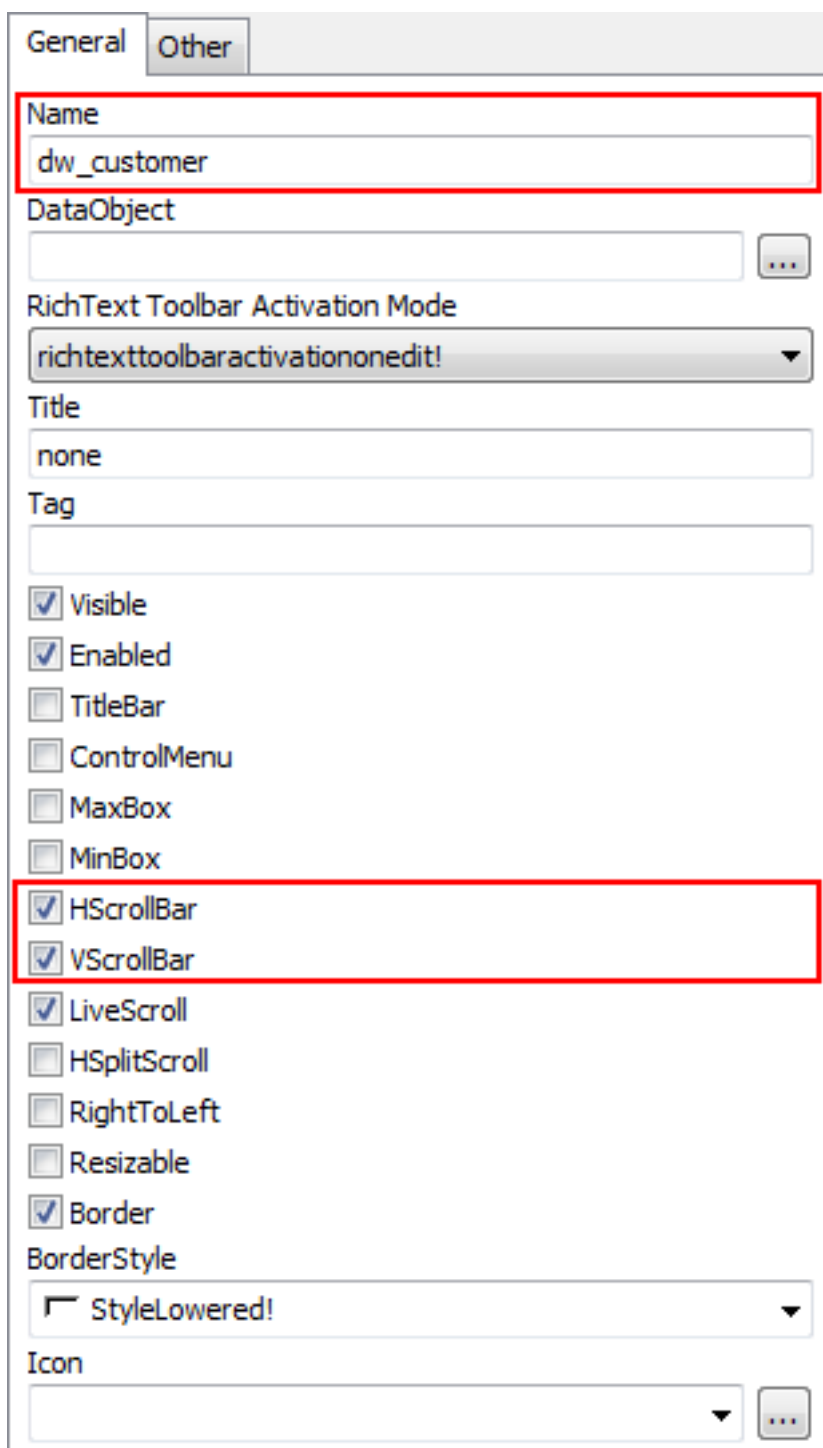 General Other
Name
dw_customer
DataObject
...
RichText Toolbar Activation Mode
richtexttoolbaractivationonedit!
Title
none
Tag
Visible
Enabled
TitleBar
ControlMenu
MaxBox
MinBox
HScrollBar
VScrollBar
LiveScroll
HSplitScroll
RightToLeft
Resizable
Border
BorderStyle
StyleLowered!
Icon
...